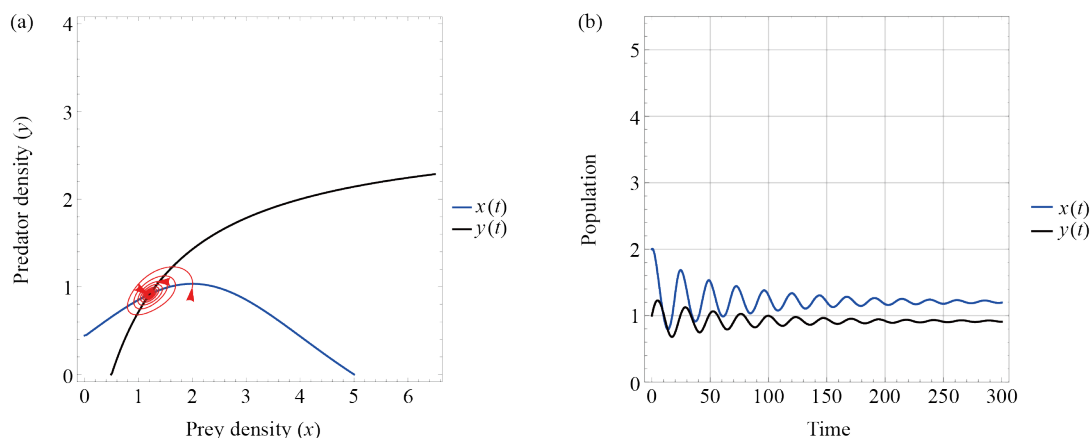 (a)
Predator density (y)
4
3
2
1
0
0 1 2 3 4 5 6
Prey density (x)
x(t)
y(t)
(b)
Population
5
4
3
2
1
0
0 50 100 150 200 250 300
Time
x(t)
y(t)